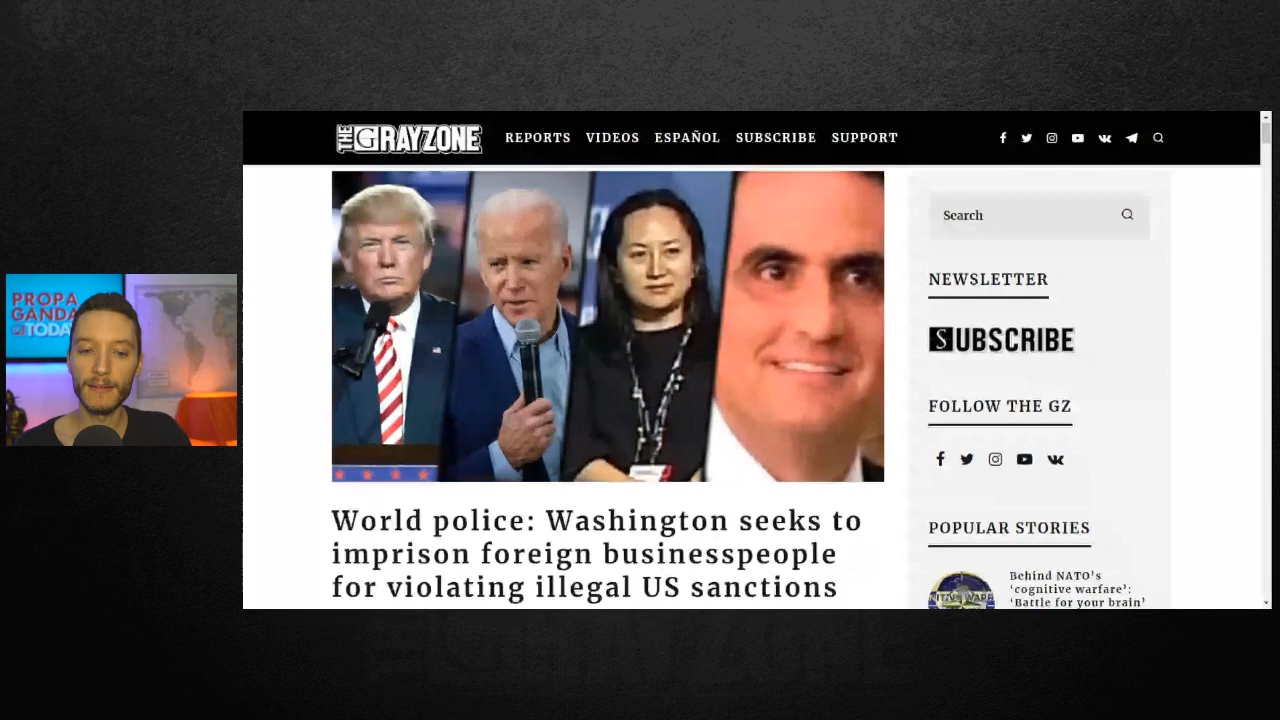 THE GRAYZONE
REPORTS VIDEOS ESPAÑOL SUBSCRIBE SUPPORT
PROPA
GANDA
TODA
Search
NEWSLETTER
SUBSCRIBE
FOLLOW THE GZ
POPULAR STORIES
World police: Washington seeks to
imprison foreign businesspeople
for violating illegal US sanctions
Behind NATO's
'cognitive warfare':
'Battle for your brain'